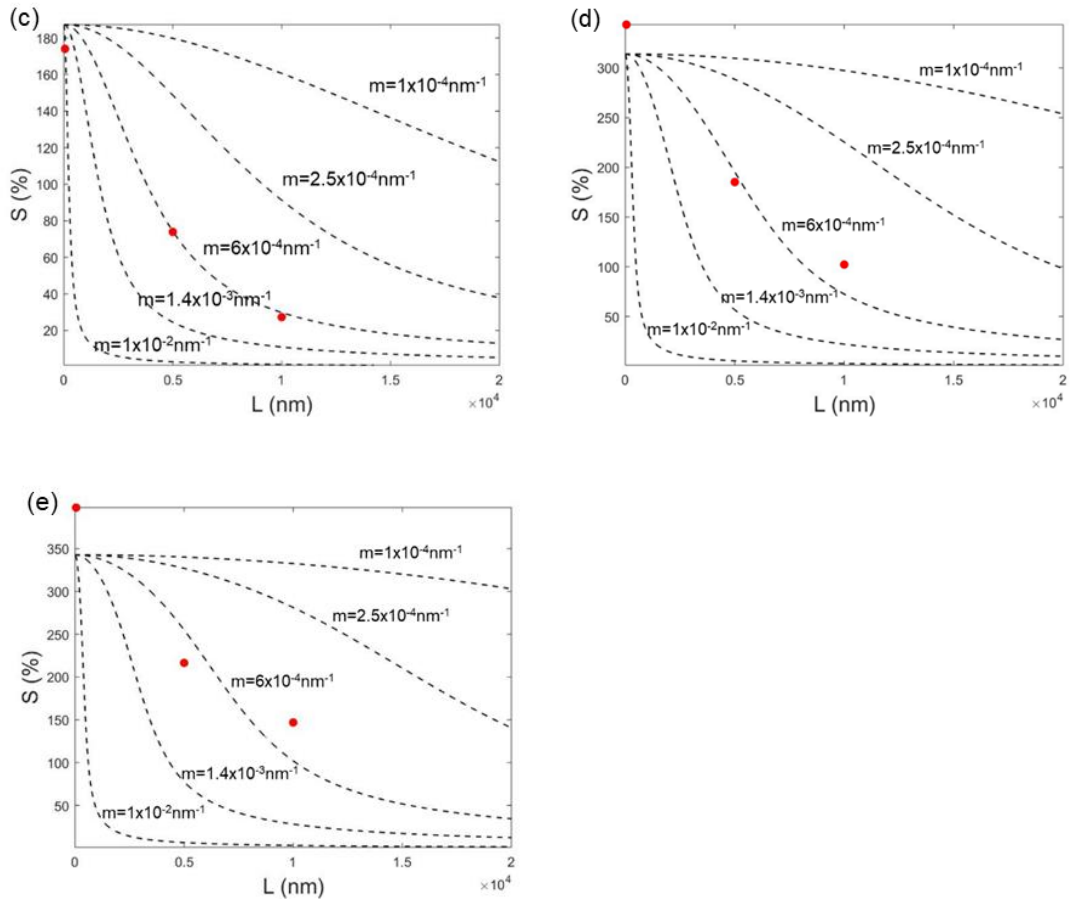 (c)
180
160
140
120
100
80
60
40
20
S (%)
m=1x10⁻⁴nm⁻¹
m=2.5x10⁻⁴nm⁻¹
m=6x10⁻⁴nm⁻¹
m=1.4x10⁻³nm⁻¹
m=1x10⁻²nm⁻¹
0 0.5 1 1.5 2
L (nm)
×10⁴
(d)
300
250
200
150
100
50
S (%)
m=1x10⁻⁴nm⁻¹
m=2.5x10⁻⁴nm⁻¹
m=6x10⁻⁴nm⁻¹
m=1.4x10⁻³nm⁻¹
m=1x10⁻²nm⁻¹
0 0.5 1 1.5 2
L (nm)
×10⁴
(e)
350
300
250
200
150
100
50
S (%)
m=1x10⁻⁴nm⁻¹
m=2.5x10⁻⁴nm⁻¹
m=6x10⁻⁴nm⁻¹
m=1.4x10⁻³nm⁻¹
m=1x10⁻²nm⁻¹
0 0.5 1 1.5 2
L (nm)
×10⁴